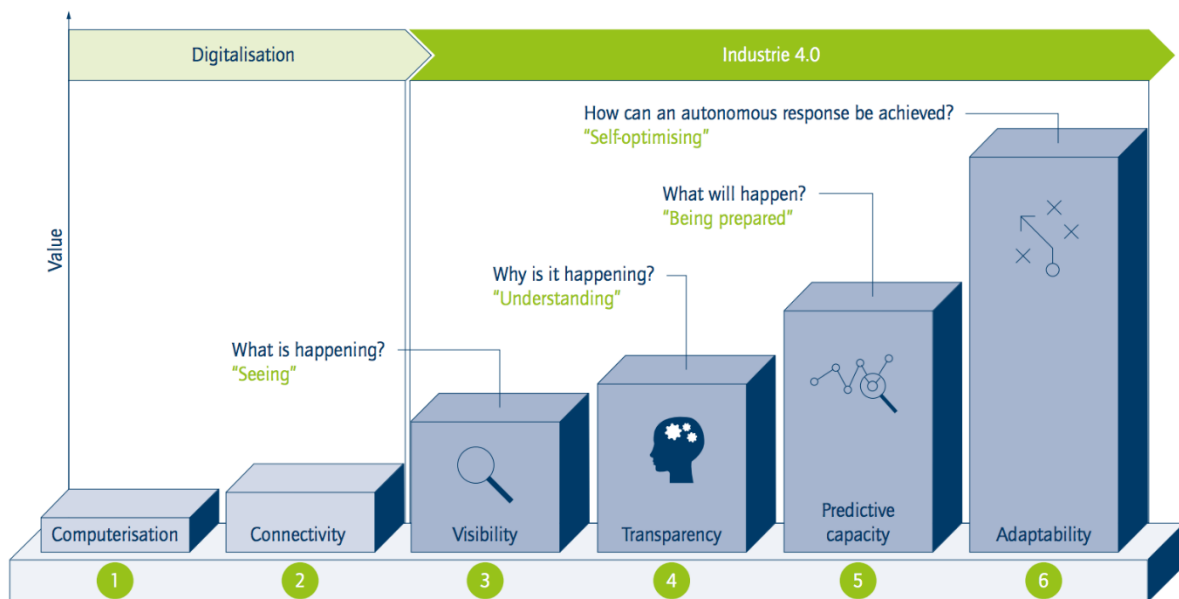 Digitalisation
Industrie 4.0
Value
How can an autonomous response be achieved?
"Self-optimising"
What will happen?
"Being prepared"
Why is it happening?
"Understanding"
What is happening?
"Seeing"
Computerisation
Connectivity
Visibility
Transparency
Predictive
capacity
Adaptability
1
2
3
4
5
6